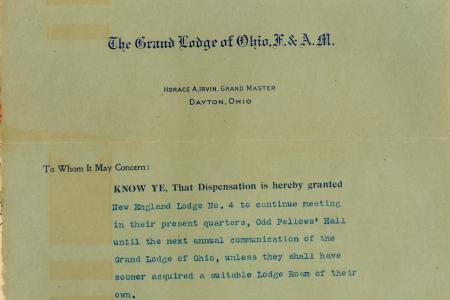 The Grand Lodge of Ohio, F. & A. M.
HORACE A. IRVIN, GRAND MASTER
DAYTON, OHIO
To Whom It May Concern:
KNOW YE, That Dispensation is hereby granted
New England Lodge No. 4 to continue meeting
in their present quarters, Odd Fellows' Hall
until the next annual communication of the
Grand Lodge of Ohio, unless they shall have
sooner acquired a suitable Lodge Room of their
own.